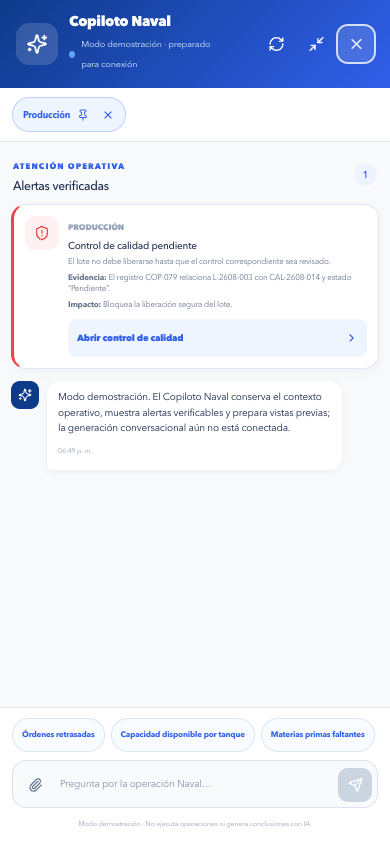 Copiloto Naval
Modo demostración · preparado
para conexión
Producción
ATENCIÓN OPERATIVA
Alertas verificadas
1
PRODUCCIÓN
Control de calidad pendiente
El lote no debe liberarse hasta que el control correspondiente sea revisado.
Evidencia: El registro COP-079 relaciona L-2608-003 con CAL-2608-014 y estado
"Pendiente".
Impacto: Bloquea la liberación segura del lote.
Abrir control de calidad
Modo demostración. El Copiloto Naval conserva el contexto
operativo, muestra alertas verificables y prepara vistas previas;
la generación conversacional aún no está conectada.
06:49 p. m.
Órdenes retrasadas
Capacidad disponible por tanque
Materias primas faltantes
Pregunta por la operación Naval...
Modo demostración · No ejecuta operaciones ni genera conclusiones con IA.